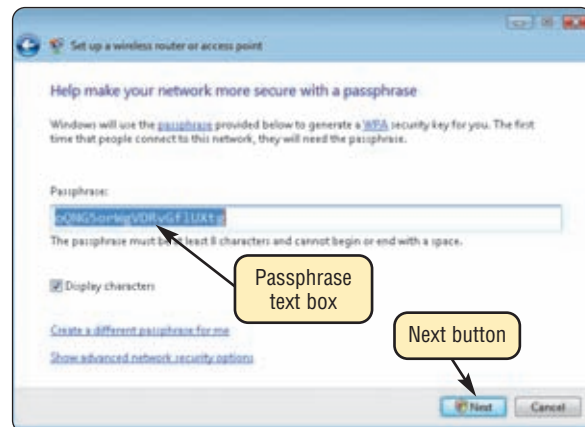 Set up a wireless router or access point
Help make your network more secure with a passphrase
Windows will use the passphrase provided below to generate a WPA security key for you. The first
time that people connect to this network, they will need the passphrase.
Passphrase:
The passphrase must be at least 8 characters and cannot begin or end with a space.
Display characters
Passphrase
text box
Create a different passphrase for me
Next button
Show advanced network security options
Next
Cancel